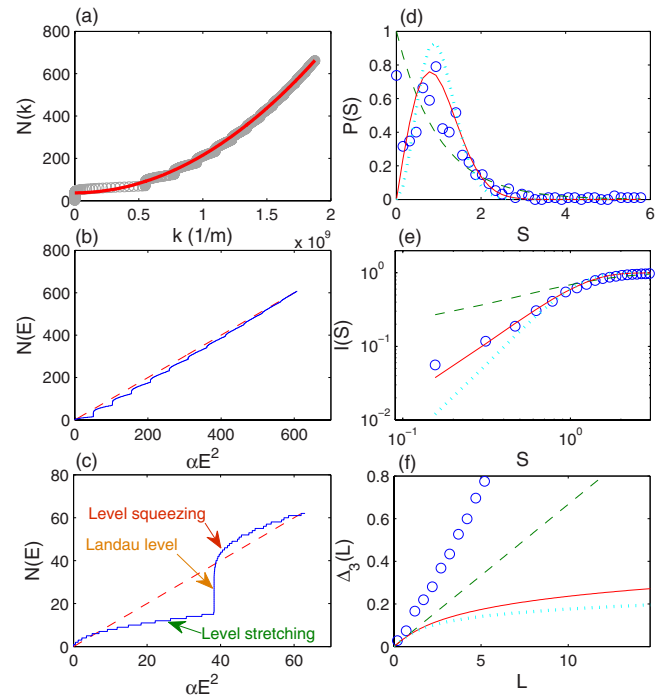 (a)
800
600
400
200
0
N(k)
0
0.5
1
1.5
2
k (1/m)
x 10^9
(b)
800
600
400
200
0
N(E)
0
200
400
600
αE^2
(c)
80
60
40
20
0
N(E)
Level squeezing
Landau level
Level stretching
0
20
40
60
αE^2
(d)
1
0.8
0.6
0.4
0.2
0
P(S)
0
2
4
6
S
(e)
10^0
10^-1
10^-2
I(S)
10^-1
10^0
S
(f)
0.8
0.6
0.4
0.2
0
Δ_3(L)
0
5
10
L